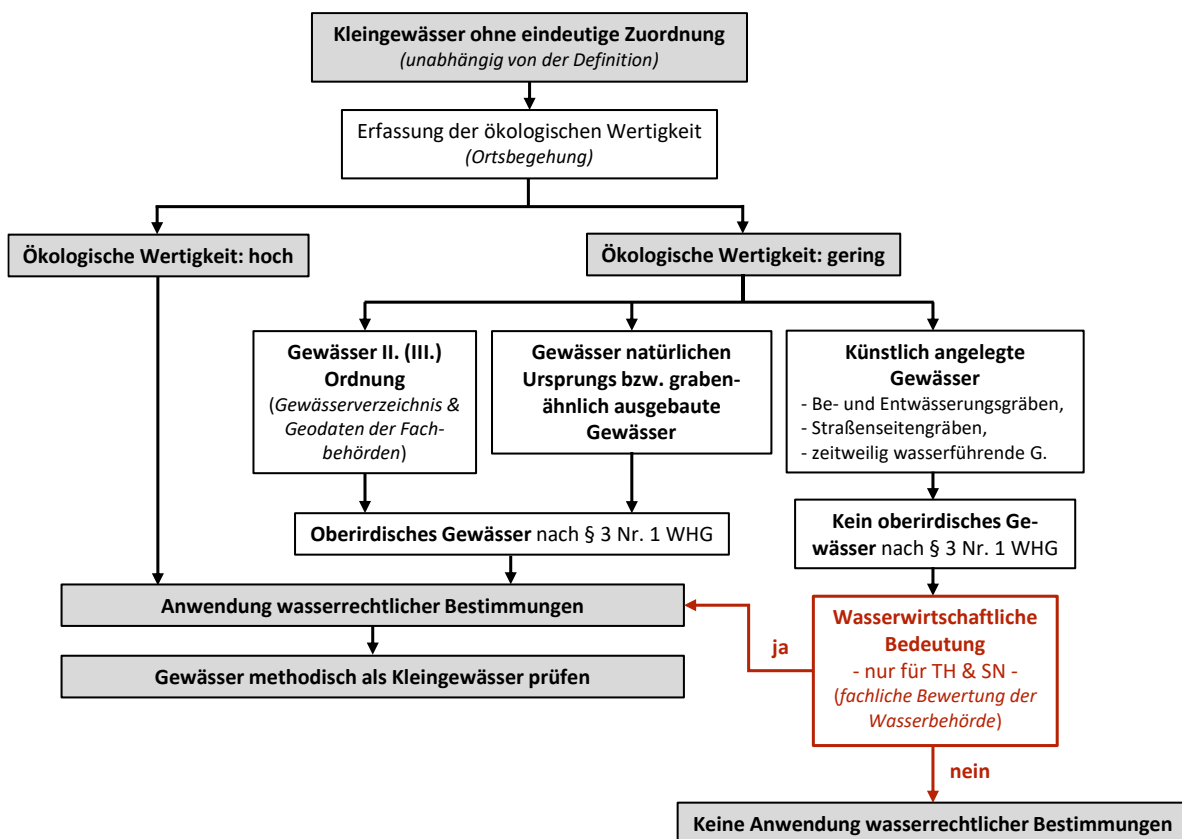 Kleingewässer ohne eindeutige Zuordnung
(unabhängig von der Definition)
Erfassung der ökologischen Wertigkeit
(Ortsbegehung)
Ökologische Wertigkeit: hoch
Ökologische Wertigkeit: gering
Gewässer II. (III.)
Ordnung
(Gewässerverzeichnis &
Geodaten der Fach-
behörden)
Gewässer natürlichen
Ursprungs bzw. graben-
ähnlich ausgebaute
Gewässer
Künstlich angelegte
Gewässer
- Be- und Entwässerungsgräben,
- Straßenseitengräben,
- zeitweilig wasserführende G.
Oberirdisches Gewässer nach § 3 Nr. 1 WHG
Kein oberirdisches Ge-
wässer nach § 3 Nr. 1 WHG
Anwendung wasserrechtlicher Bestimmungen
Gewässer methodisch als Kleingewässer prüfen
ja
Wasserwirtschaftliche
Bedeutung
- nur für TH & SN -
(fachliche Bewertung der
Wasserbehörde)
nein
Keine Anwendung wasserrechtlicher Bestimmungen